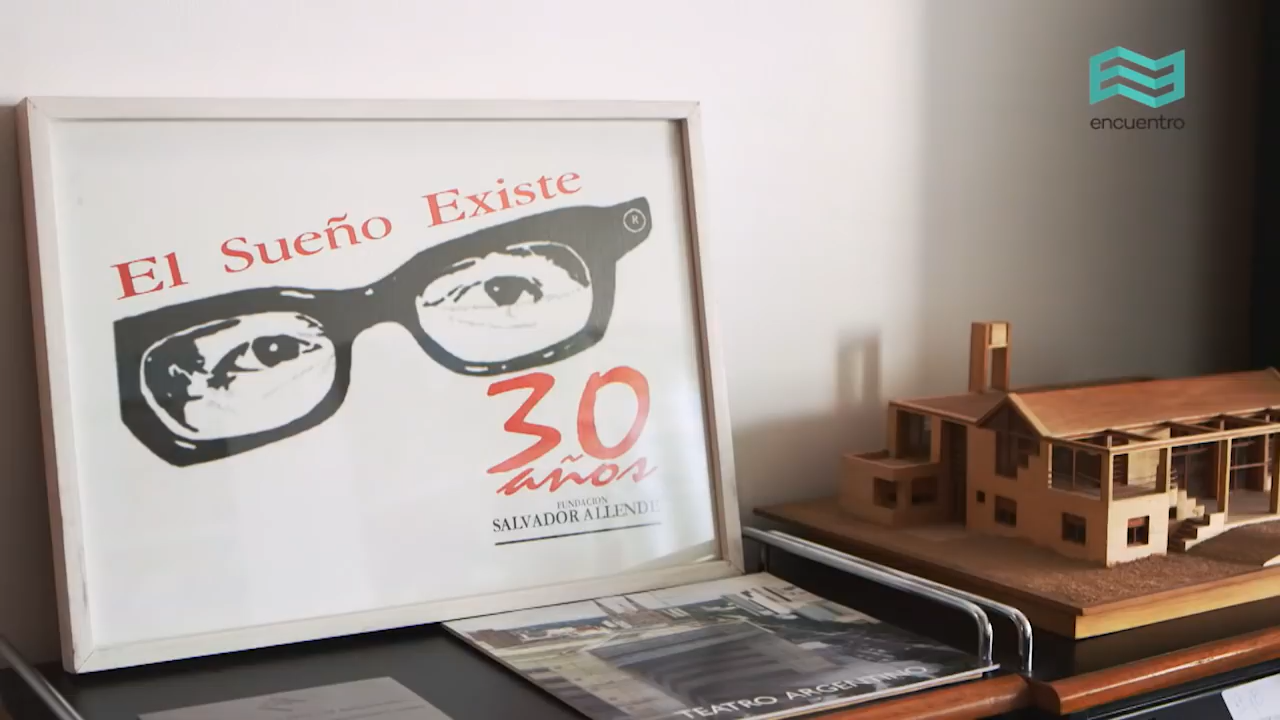 encuentro
El Sueño Existe
R
30
años
FUNDACION
SALVADOR ALLENDE
TEATRO ARGENTINO